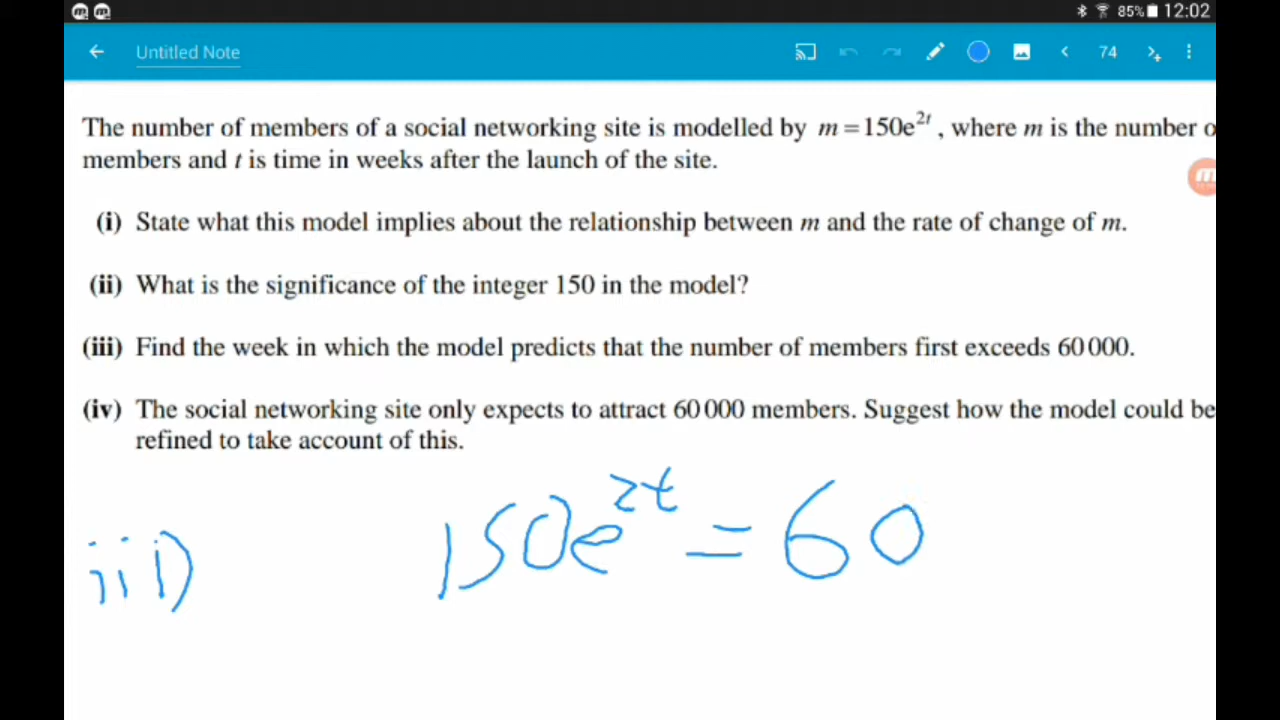 85% 12:02
Untitled Note 74
The number of members of a social networking site is modelled by m = 150e^{2t}, where m is the number o
members and t is time in weeks after the launch of the site.
(i) State what this model implies about the relationship between m and the rate of change of m.
(ii) What is the significance of the integer 150 in the model?
(iii) Find the week in which the model predicts that the number of members first exceeds 60 000.
(iv) The social networking site only expects to attract 60 000 members. Suggest how the model could be
refined to take account of this.
iii) 150e^{2t} = 60